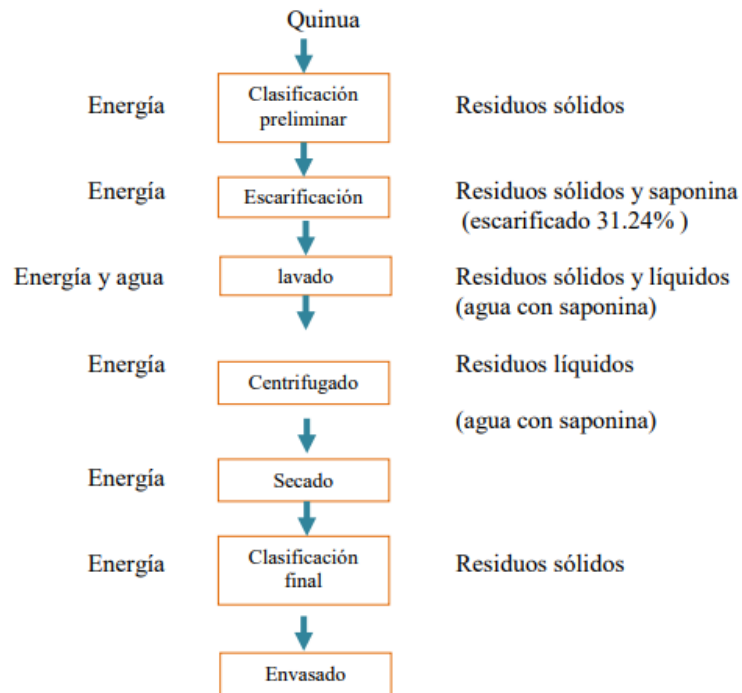 Quinua
Energía
Clasificación
preliminar
Residuos sólidos
Energía
Escarificación
Residuos sólidos y saponina
(escarificado 31.24% )
Energía y agua
lavado
Residuos sólidos y líquidos
(agua con saponina)
Energía
Centrifugado
Residuos líquidos
(agua con saponina)
Energía
Secado
Energía
Clasificación
final
Residuos sólidos
Envasado